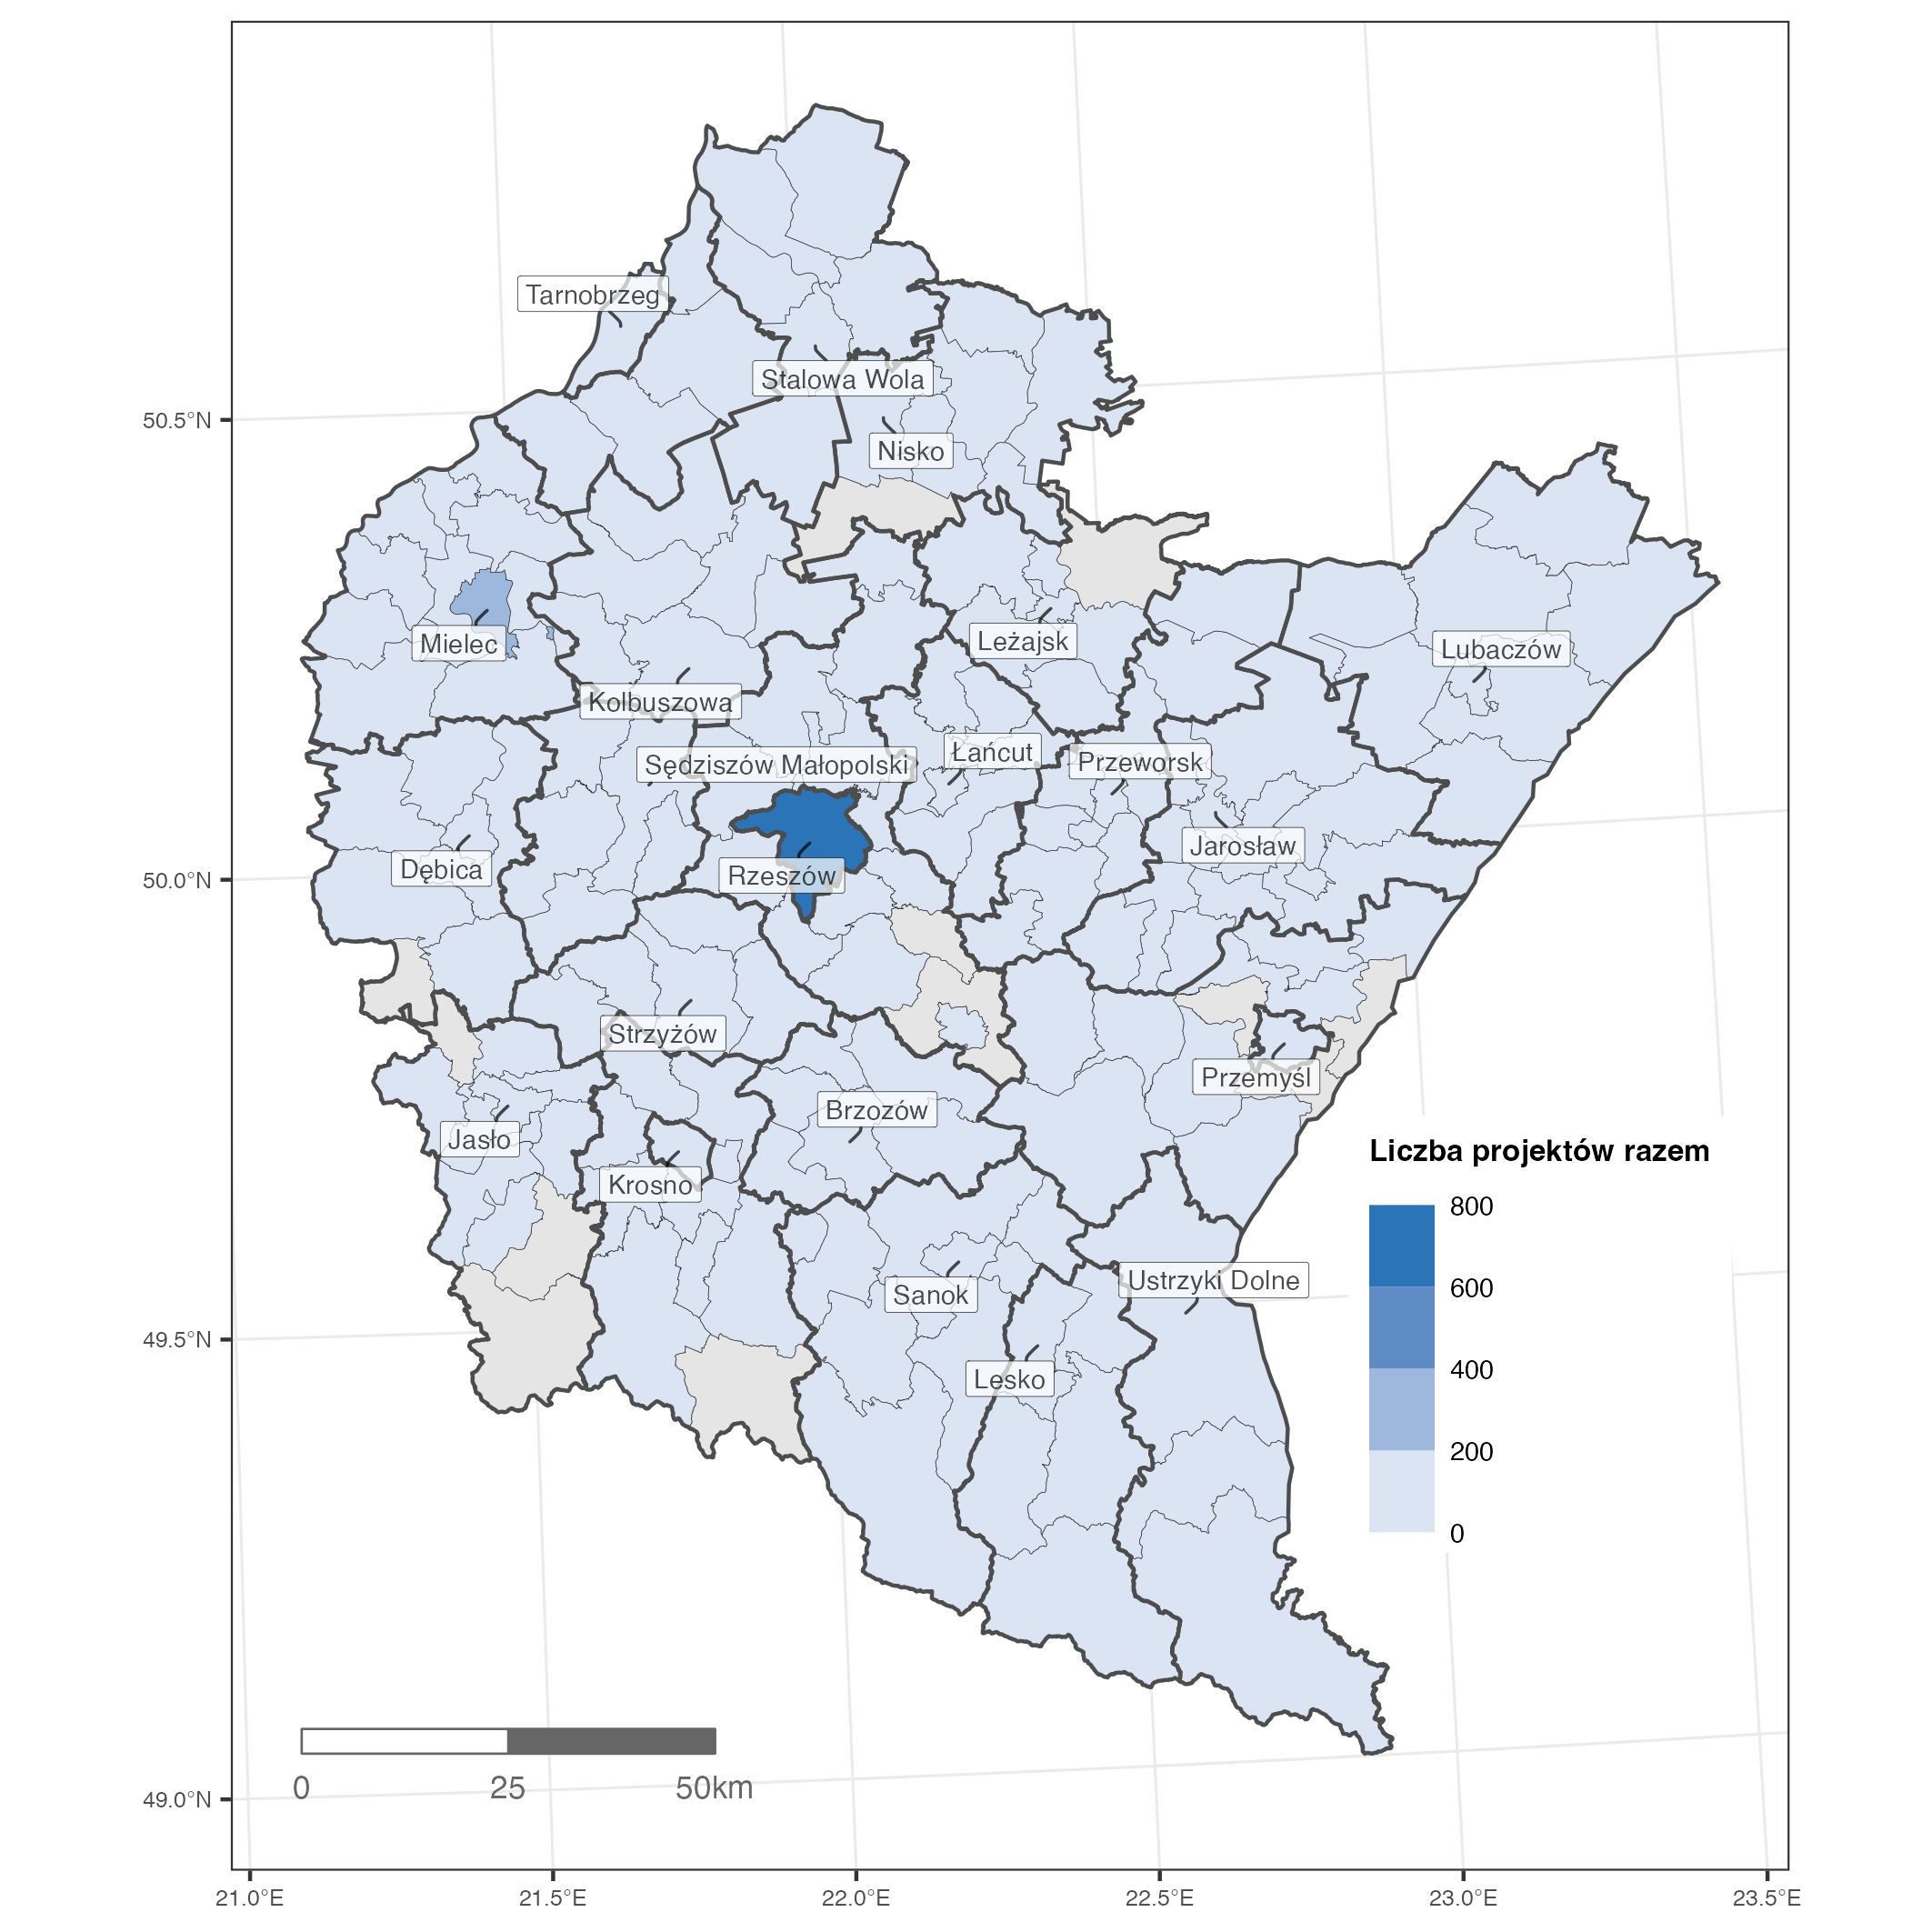 Tarnobrzeg
Stalowa Wola
50.5°N
Nisko
Mielec
Leżajsk
Lubaczów
Kolbuszowa
Sędziszów Małopolski
Łańcut
Przeworsk
Jarosław
Dębica
50.0°N
Rzeszów
Strzyżów
Przemyśl
Brzozów
Jasło
Krosno
Liczba projektów razem
800
600
400
200
0
Ustrzyki Dolne
Sanok
49.5°N
Lesko
0
25
50km
49.0°N
21.0°E
21.5°E
22.0°E
22.5°E
23.0°E
23.5°E